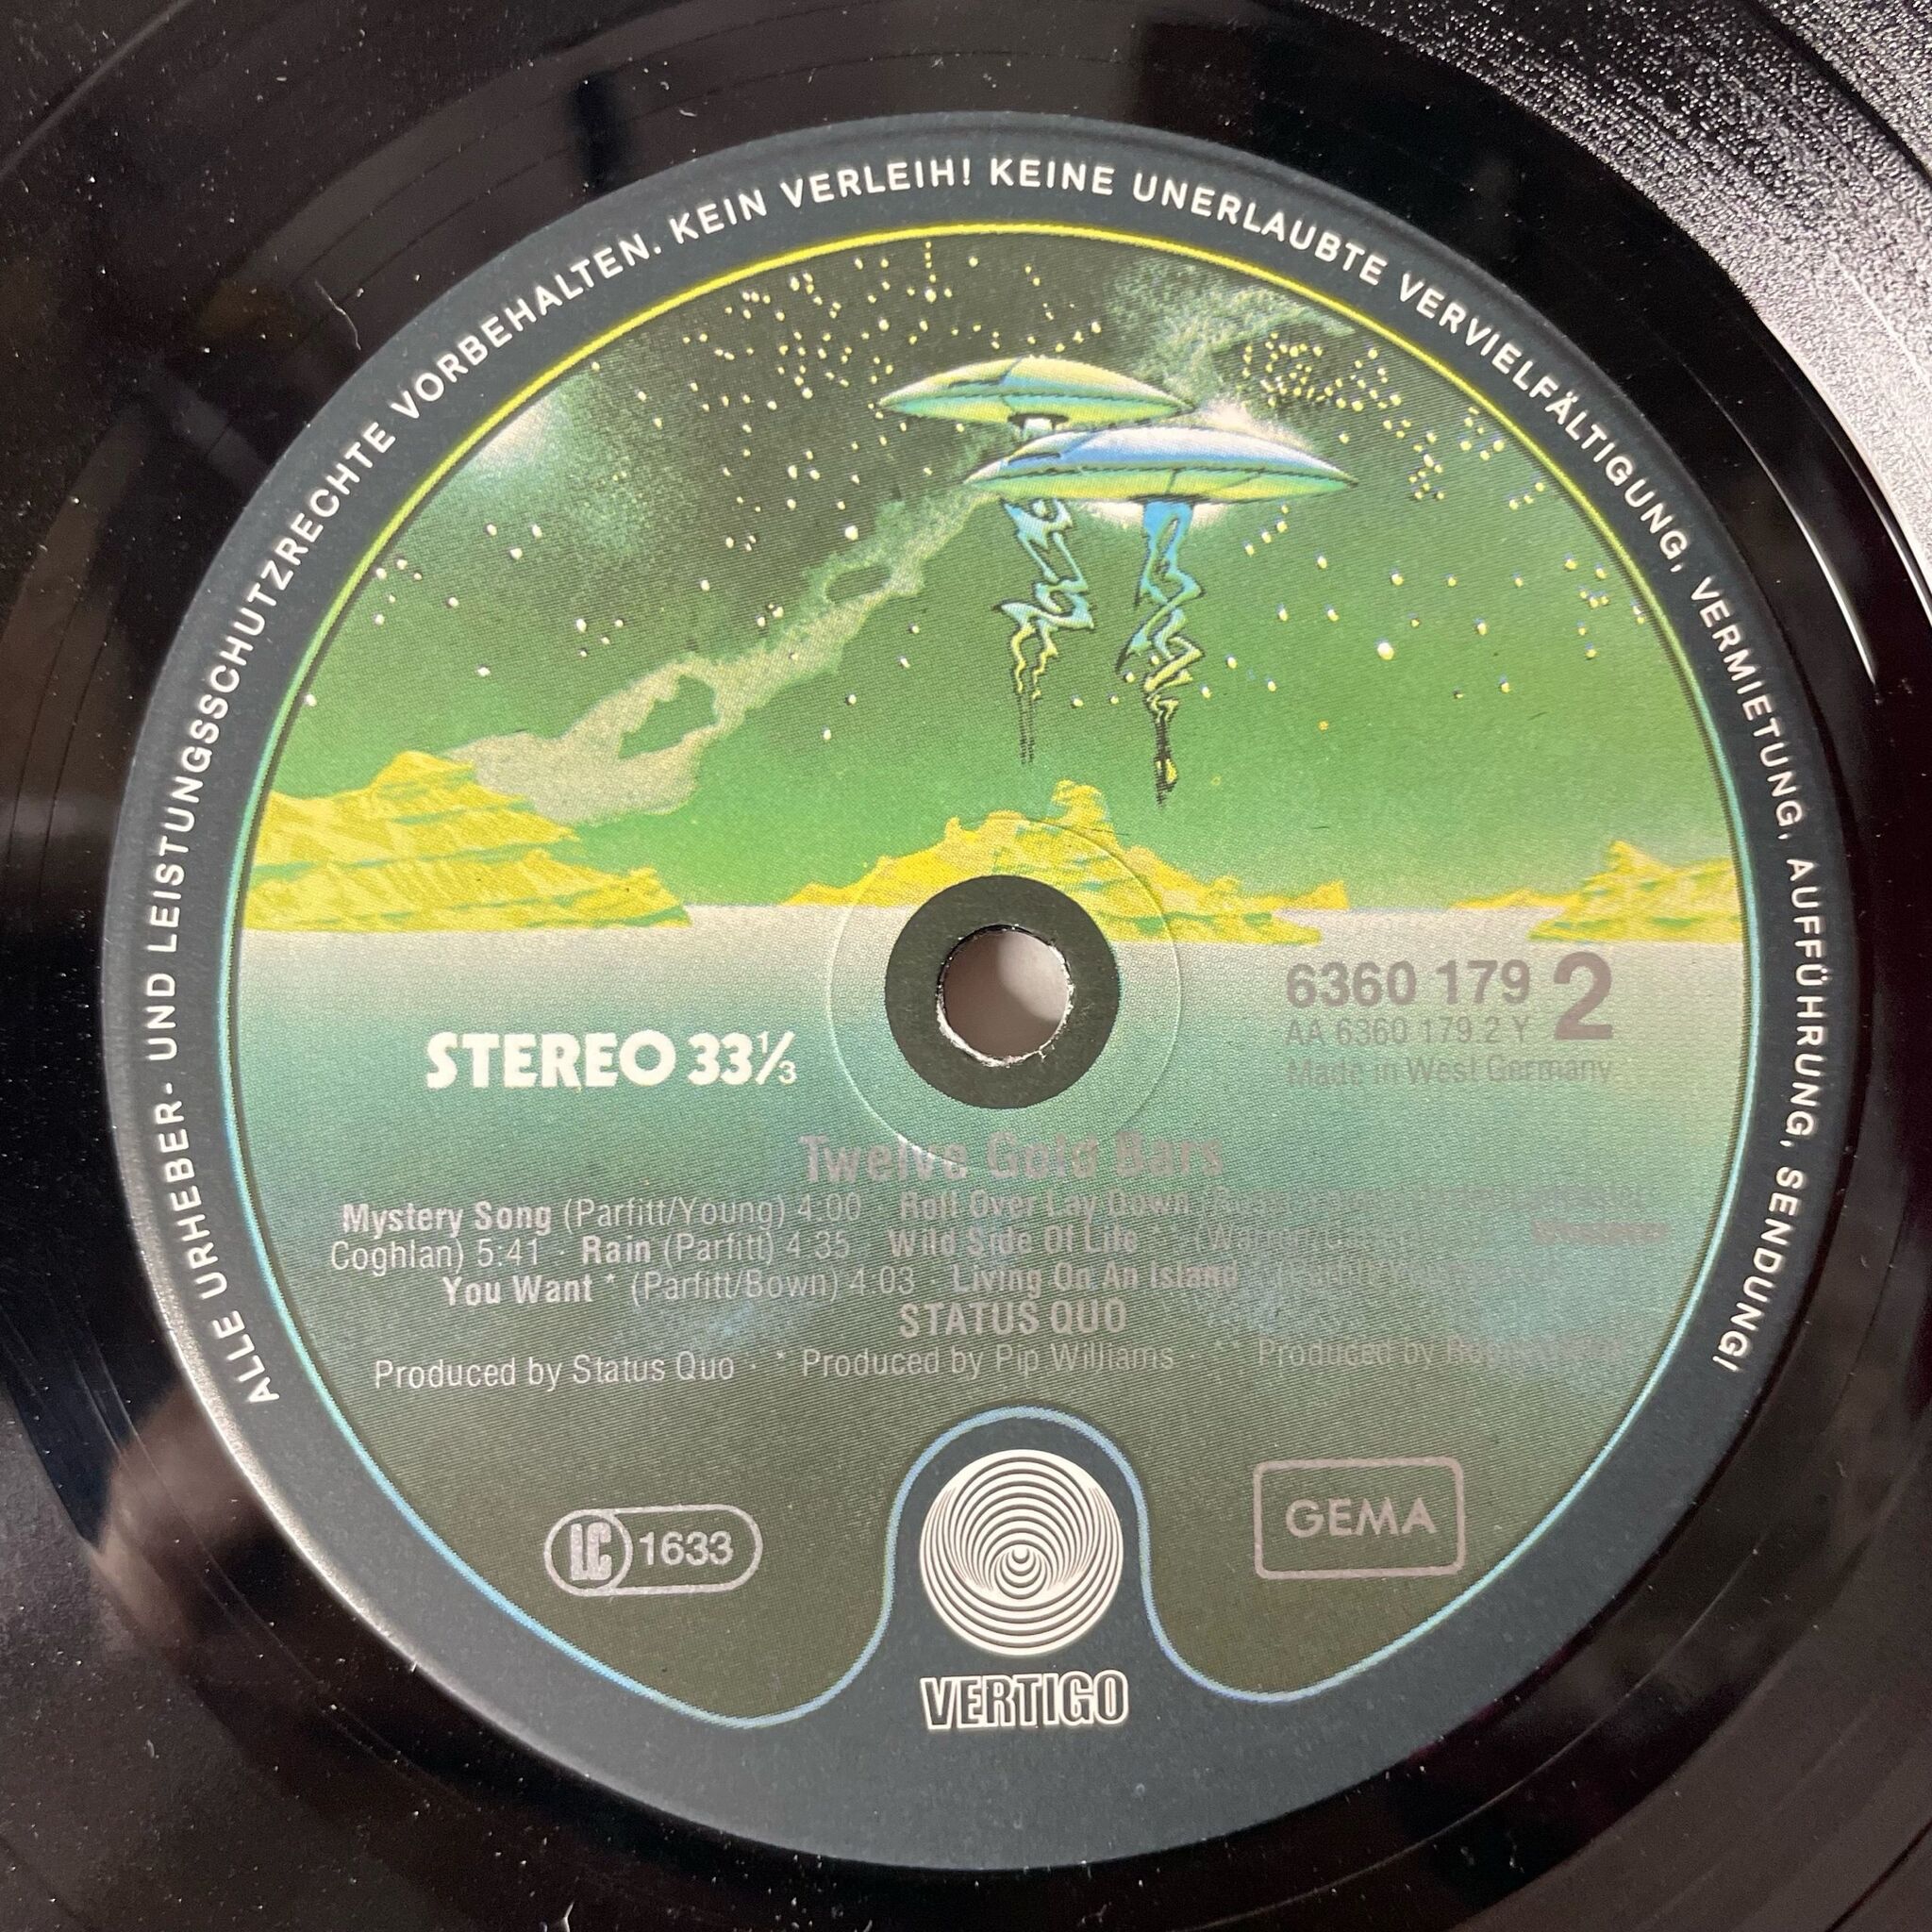 ALLE URHEBER- UND LEISTUNGSSCHUTZRECHTE VORBEHALTEN. KEIN VERLEIH! KEINE UNERLAUBTE VERVIELFÄLTIGUNG, VERMIETUNG, AUFFÜHRUNG, SENDUNG!
6360 179 2
AA 6360 179.2 Y
STEREO 33⅓
Made in West Germany
Twelve Gold Bars
Mystery Song (Parfitt/Young) 4:00 · Roll Over Lay Down
Coghlan) 5:41 · Rain (Parfitt) 4:35 · Wild Side Of Life
You Want * (Parfitt/Bown) 4:03 · Living On An Island
STATUS QUO
Produced by Status Quo · * Produced by Pip Williams · ** Produced by
LC 1633
GEMA
VERTIGO